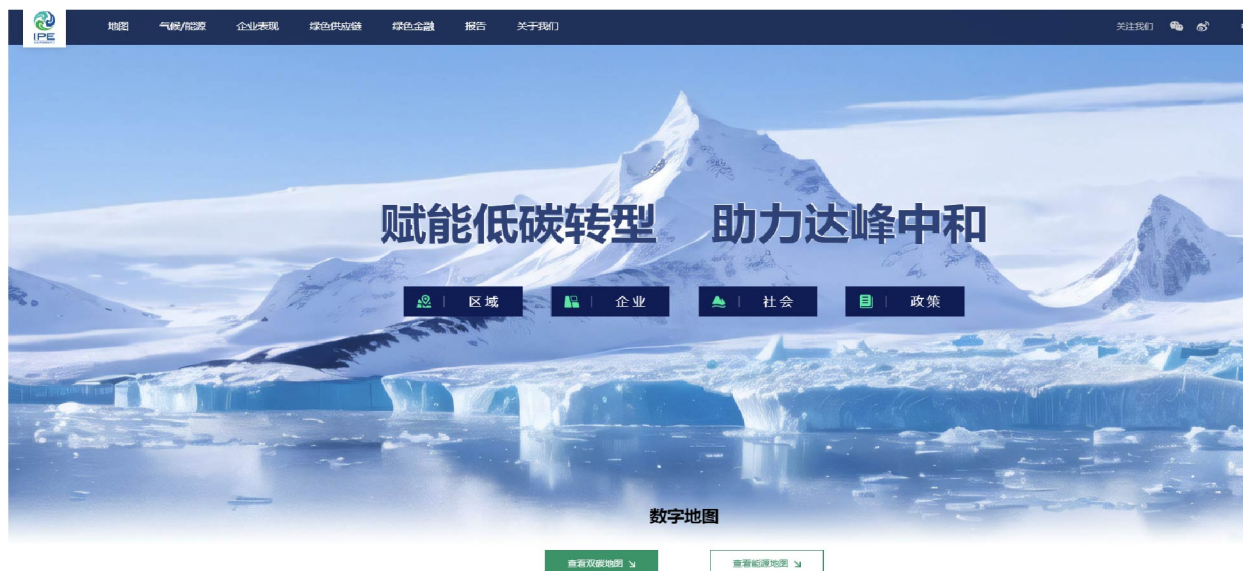 IPE
地图 气候/能源 企业表现 绿色供应链 绿色金融 报告 关于我们 关注我们
赋能低碳转型 助力达峰中和
区域 企业 社会 政策
数字地图
查看双碳地图 查看能源地图